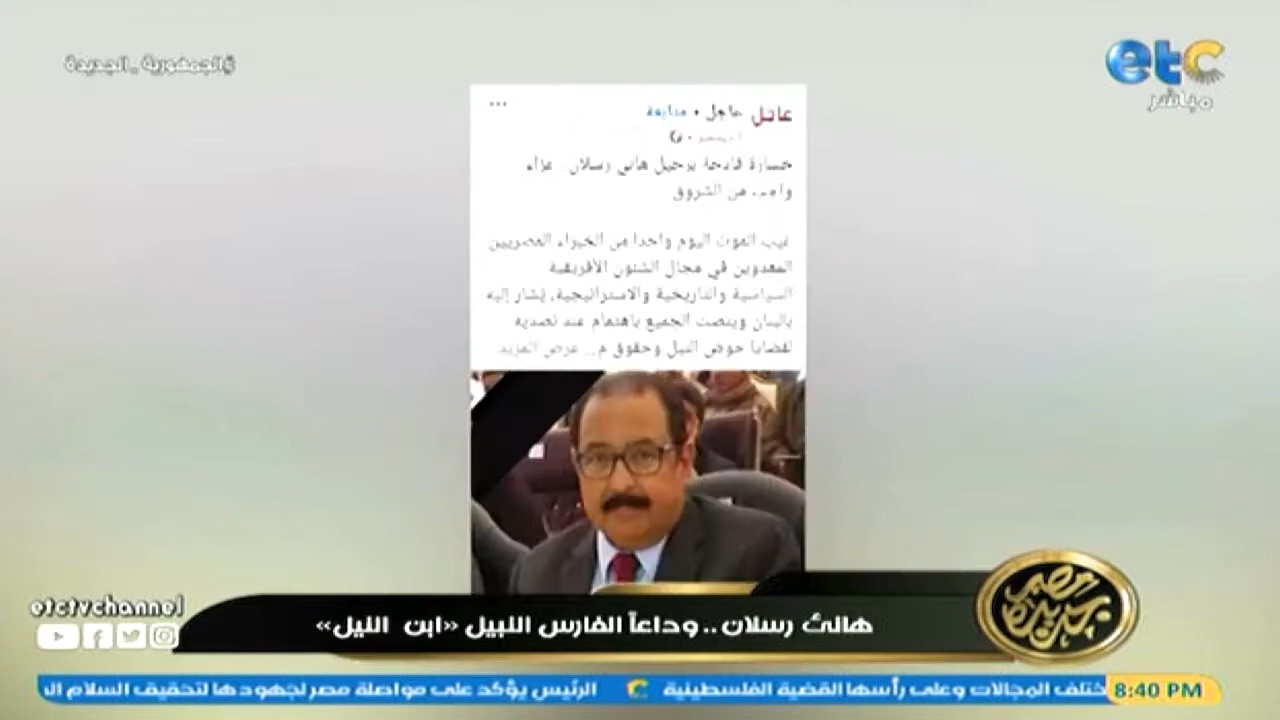 #الجمهورية_الجديدة
etc
مباشر
عاجل عاجل • متابعة
خسارة فادحة برحيل هاني رسلان.. عزاء
واجب من الشروق
غيب الموت اليوم واحدا من الخبراء المصريين
المعدودين في مجال الشئون الأفريقية
السياسية والتاريخية والاستراتيجية، يُشار إليه
بالبنان وينصت الجميع باهتمام عند تصديه
لقضايا حوض النيل وحقوق م... عرض المزيد
هانئ رسلان.. وداعاً الفارس النبيل «ابن النيل»
etctvchannel
ختلف المجالات وعلى رأسها القضية الفلسطينية
الرئيس يؤكد على مواصلة مصر لجهودها لتحقيق السلام ال
8:40 PM